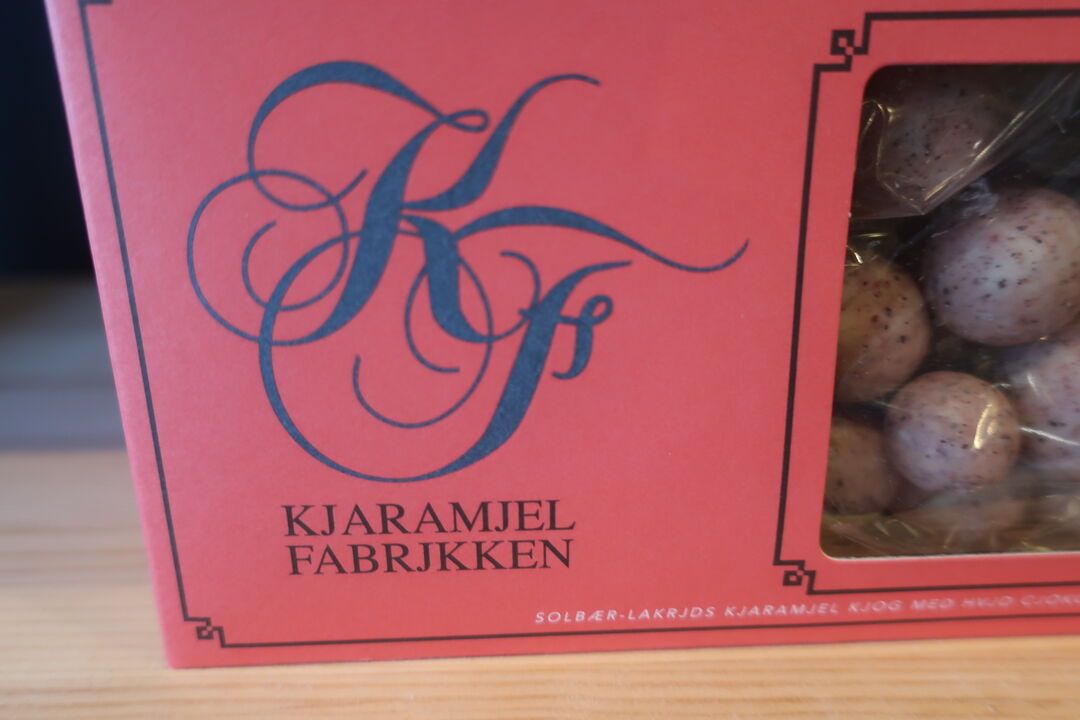 KF
KJARAMJEL
FABRJKKEN
SOLBÆR-LAKRJDS KJARAMJEL KJOG MED HVJD